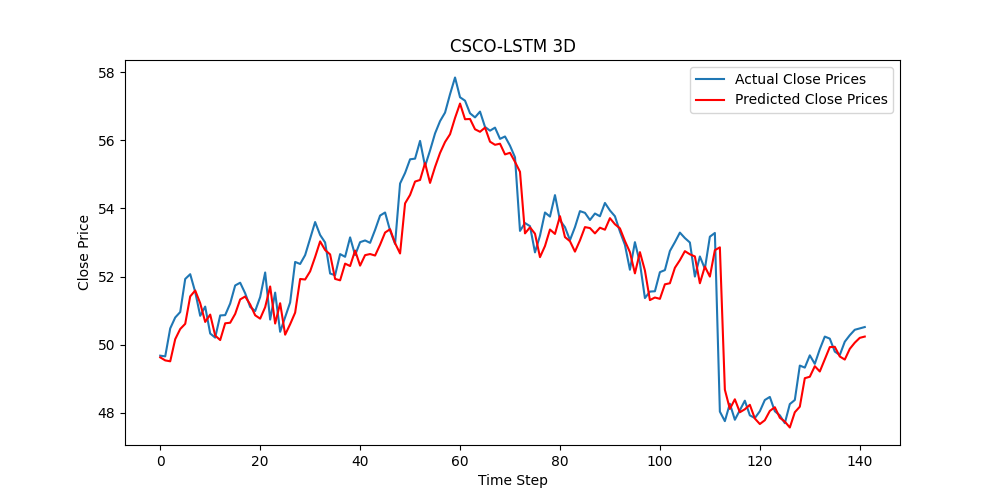 CSCO-LSTM 3D
Actual Close Prices
Predicted Close Prices
Close Price
58
56
54
52
50
48
0 20 40 60 80 100 120 140
Time Step